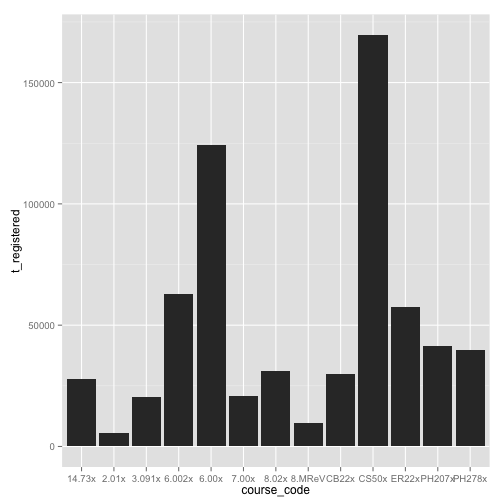 t_registered
150000
100000
50000
0
14.73x 2.01x 3.091x 6.002x 6.00x 7.00x 8.02x 8.MReV CB22x CS50x ER22x PH207x PH278x
course_code